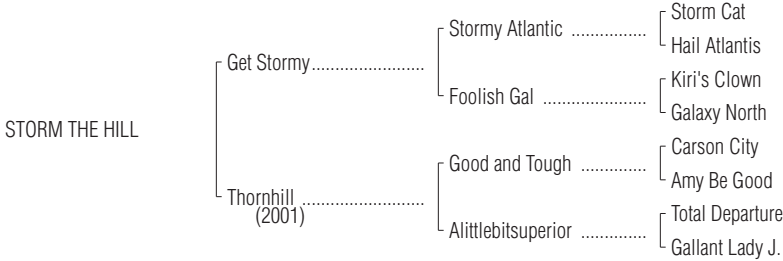 Storm Cat
Stormy Atlantic ................
Hail Atlantis
Get Stormy........................
Kiri's Clown
Foolish Gal ......................
Galaxy North
STORM THE HILL
Carson City
Good and Tough ..............
Amy Be Good
Thornhill ..........................
(2001)
Total Departure
Alittlebitsuperior ..............
Gallant Lady J.